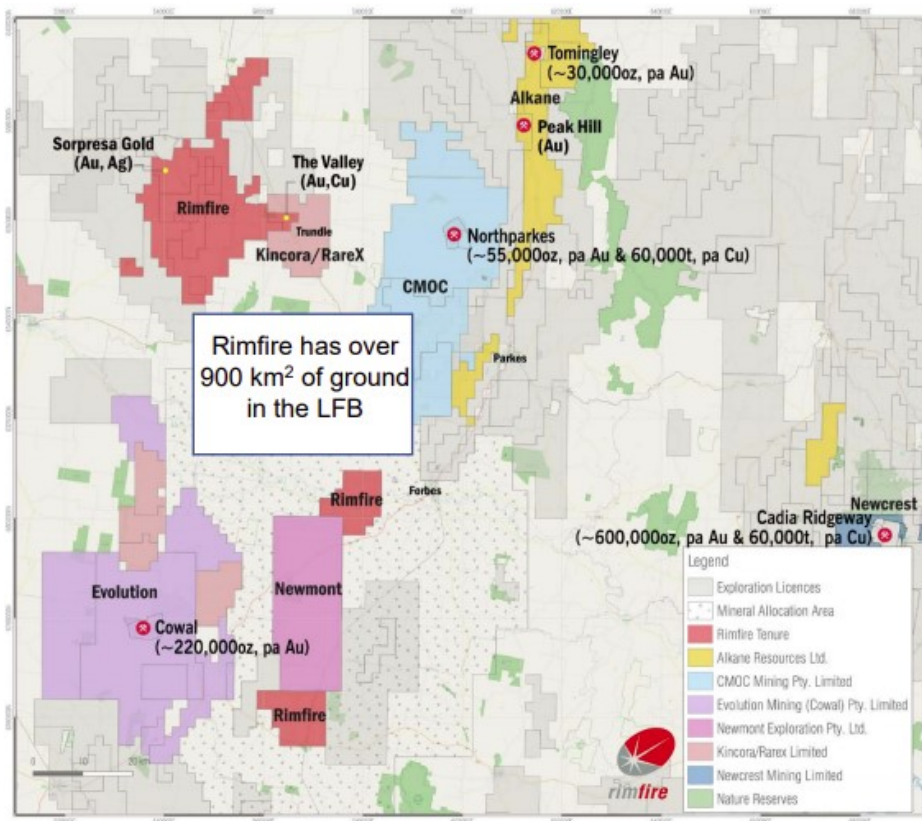 Tomingley
(~30,000oz, pa Au)
Alkane
Peak Hill
(Au)
Sorpresa Gold
(Au, Ag)
The Valley
(Au,Cu)
Rimfire
Trundle
Kincora/RareX
Northparkes
(~55,000oz, pa Au & 60,000t, pa Cu)
CMOC
Rimfire has over
900 km² of ground
in the LFB
Parkes
Forbes
Rimfire
Newcrest
Cadia Ridgeway
(~600,000oz, pa Au & 60,000t, pa Cu)
Evolution
Newmont
Cowal
(~220,000oz, pa Au)
Rimfire
0
20 km
rimfire
Legend
Exploration Licences
Mineral Allocation Area
Rimfire Tenure
Alkane Resources Ltd.
CMOC Mining Pty. Limited
Evolution Mining (Cowal) Pty. Limited
Newmont Exploration Pty. Ltd.
Kincora/Rarex Limited
Newcrest Mining Limited
Nature Reserves